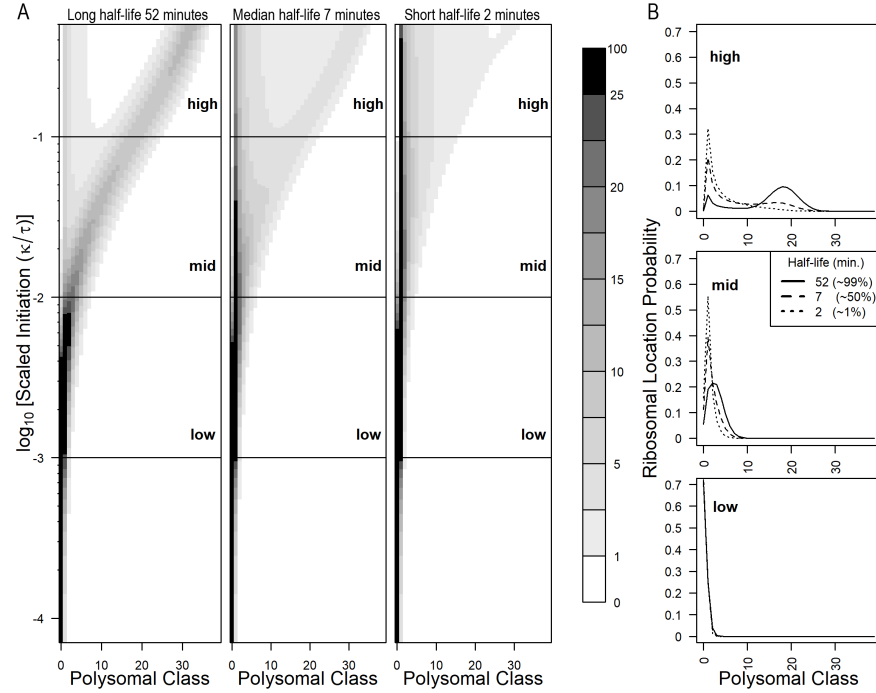 A
Long half-life 52 minutes
Median half-life 7 minutes
Short half-life 2 minutes
B
log10 [Scaled Initiation (κ/τ)]
-1
-2
-3
-4
high
mid
low
high
mid
low
high
mid
low
0 10 20 30
Polysomal Class
0 10 20 30
Polysomal Class
0 10 20 30
Polysomal Class
100
25
20
15
10
5
1
0
Ribosomal Location Probability
high
0.7
0.6
0.5
0.4
0.3
0.2
0.1
0
0 10 20 30
mid
0.7
0.6
0.5
0.4
0.3
0.2
0.1
0
Half-life (min.)
52 (~99%)
7 (~50%)
2 (~1%)
0 10 20 30
low
0.7
0.6
0.5
0.4
0.3
0.2
0.1
0
0 10 20 30
Polysomal Class